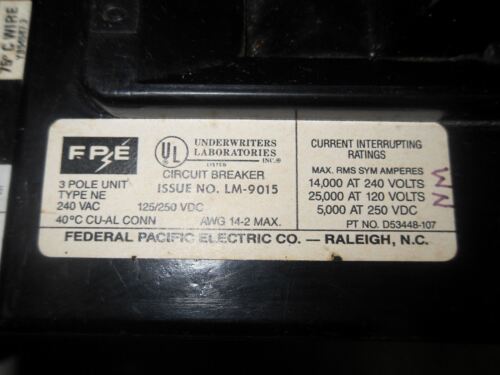 78° C WIRE
FPE
3 POLE UNIT
TYPE NE
240 VAC 125/250 VDC
40°C CU-AL CONN AWG 14-2 MAX.
UL
UNDERWRITERS
LABORATORIES
INC.®
LISTED
CIRCUIT BREAKER
ISSUE NO. LM-9015
CURRENT INTERRUPTING
RATINGS
MAX. RMS SYM AMPERES
14,000 AT 240 VOLTS
25,000 AT 120 VOLTS
5,000 AT 250 VDC
PT NO. D53448-107
FEDERAL PACIFIC ELECTRIC CO. — RALEIGH, N.C.